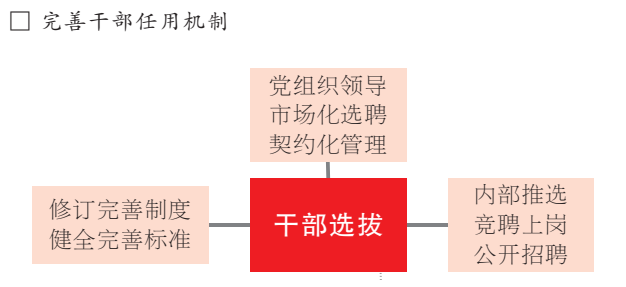 完善干部任用机制
党组织领导
市场化选聘
契约化管理
修订完善制度
健全完善标准
干部选拔
内部推选
竞聘上岗
公开招聘